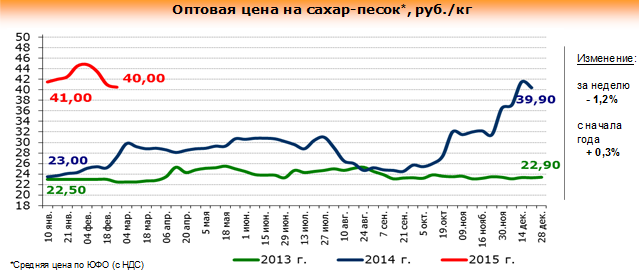 Оптовая цена на сахар-песок*, руб./кг
50
48
46
44
42
40
38
36
34
32
30
28
26
24
22
20
18
41,00
40,00
39,90
23,00
22,50
22,90
10 янв.
21 янв.
04 фев.
18 фев.
04 мар.
18 мар.
06 апр.
20 апр.
5 мая
18 мая
1 июн.
15 июн.
29 июн.
13 июл.
27 июл.
10 авг.
24 авг.
7 сен.
21 сен.
5 окт.
19.окт
2 нояб.
16 нояб.
30.ноя
14 дек.
28 дек.
2013 г.
2014 г.
2015 г.
Изменение:
за неделю
- 1,2%
с начала
года
+ 0,3%
*Средняя цена по ЮФО (с НДС)